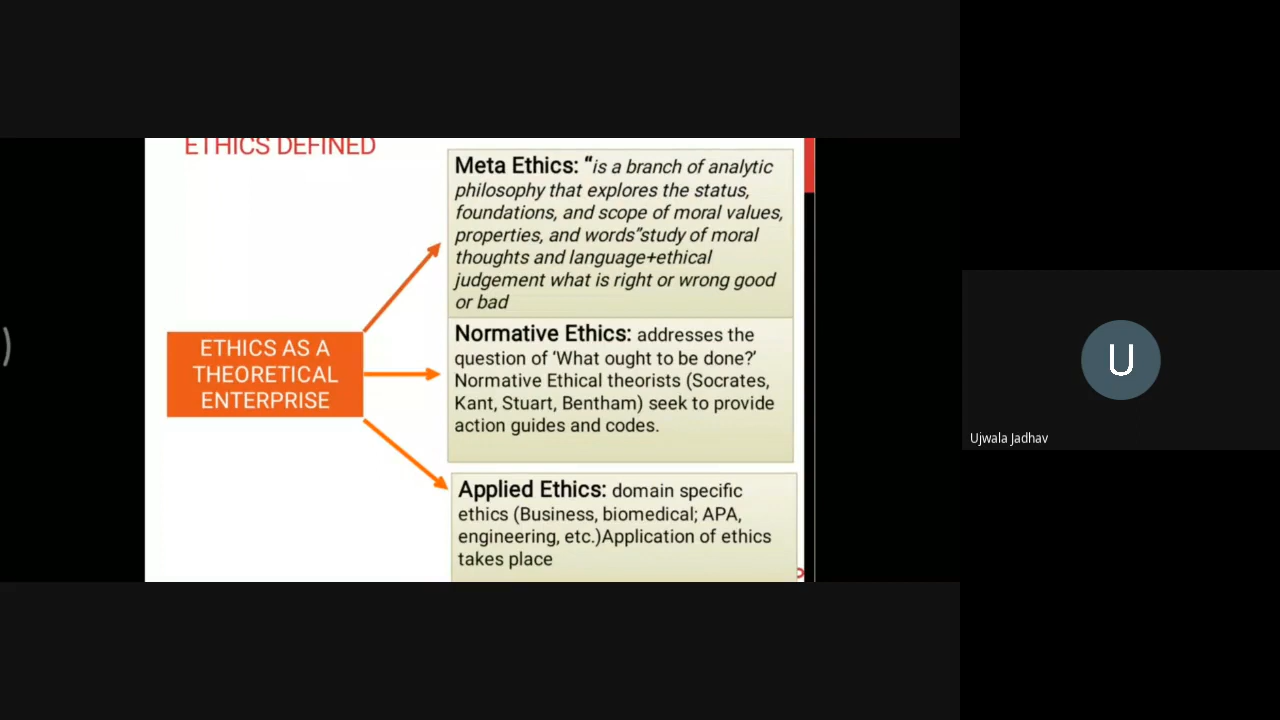 ETHICS DEFINED
Meta Ethics: “is a branch of analytic
philosophy that explores the status,
foundations, and scope of moral values,
properties, and words”study of moral
thoughts and language+ethical
judgement what is right or wrong good
or bad
ETHICS AS A
THEORETICAL
ENTERPRISE
Normative Ethics: addresses the
question of ‘What ought to be done?’
Normative Ethical theorists (Socrates,
Kant, Stuart, Bentham) seek to provide
action guides and codes.
Applied Ethics: domain specific
ethics (Business, biomedical; APA,
engineering, etc.)Application of ethics
takes place
U
Ujwala Jadhav